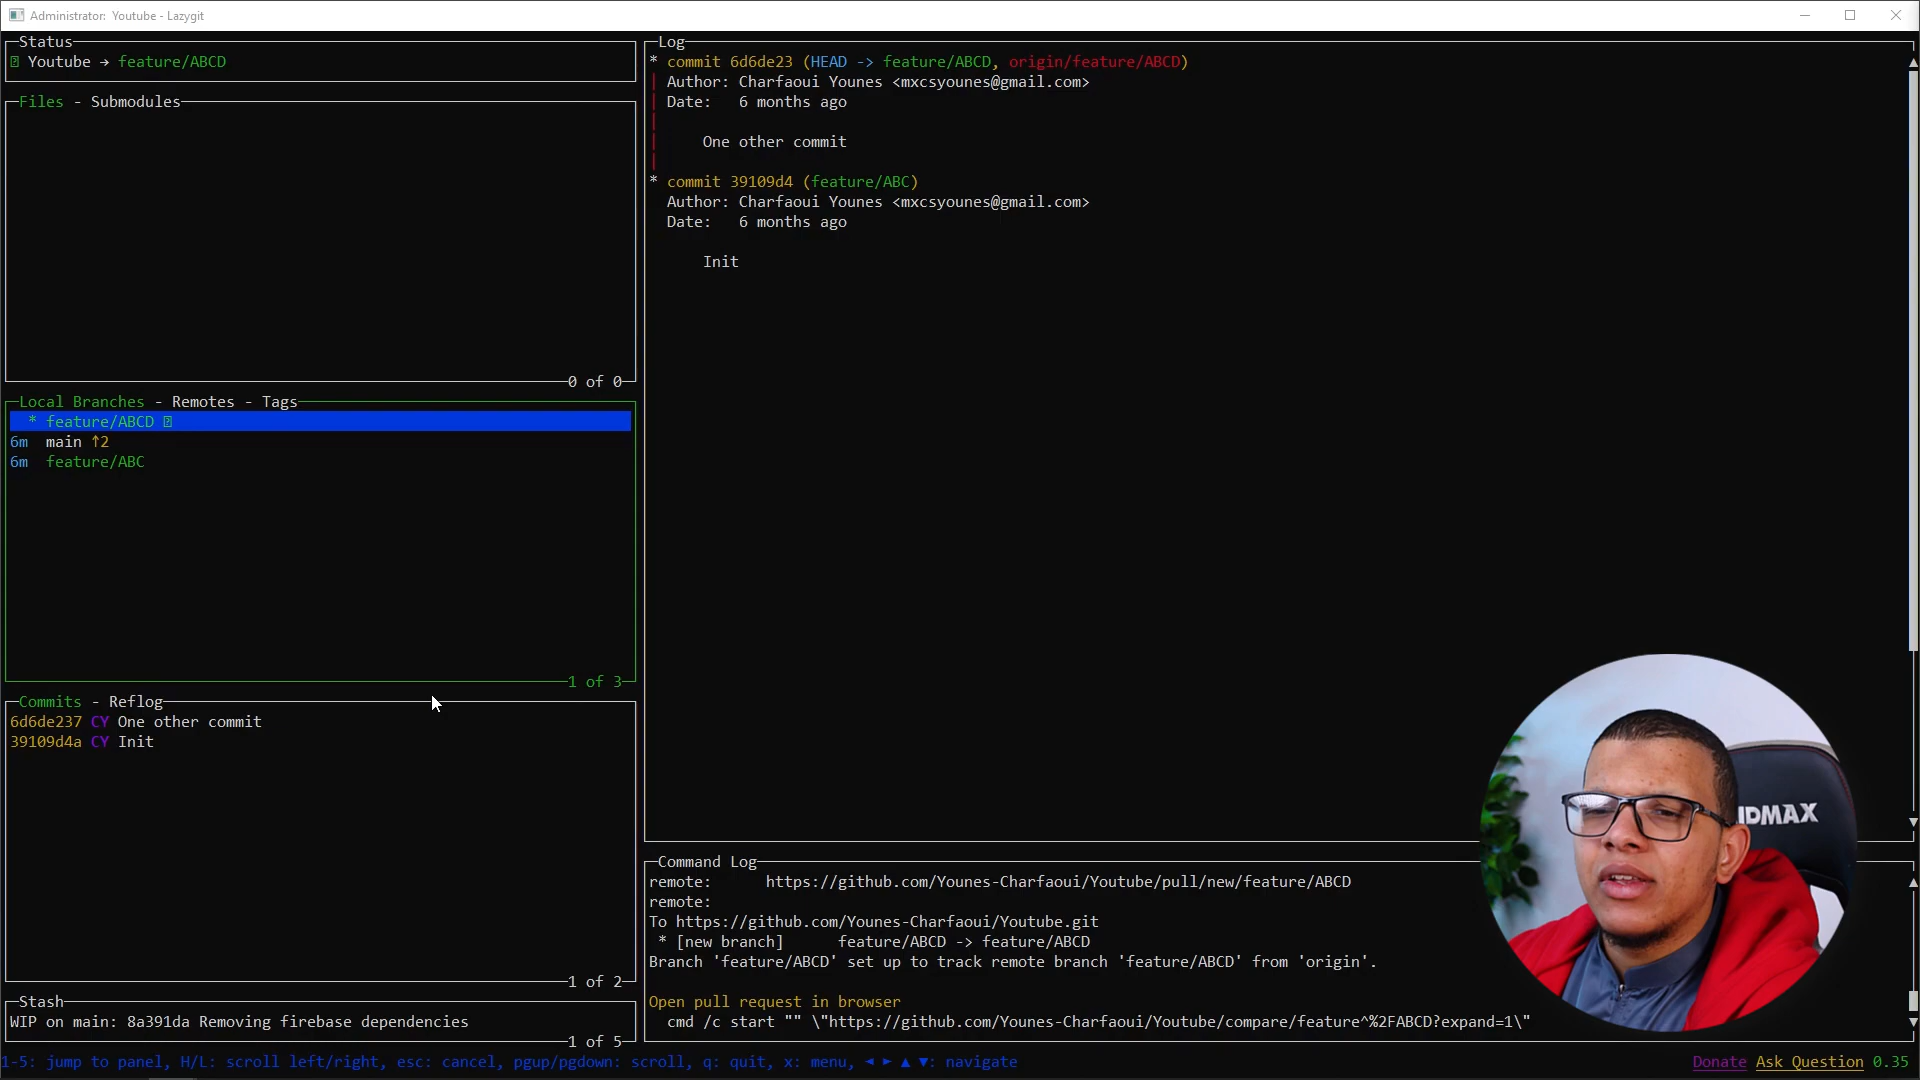 Administrator: Youtube - Lazygit
Status
Youtube → feature/ABCD
Files - Submodules
0 of 0
Local Branches - Remotes - Tags
* feature/ABCD
6m main ↑2
6m feature/ABC
1 of 3
Commits - Reflog
6d6de237 CY One other commit
39109d4a CY Init
1 of 2
Stash
WIP on main: 8a391da Removing firebase dependencies
1 of 5
Log
* commit 6d6de23 (HEAD -> feature/ABCD, origin/feature/ABCD)
Author: Charfaoui Younes <mxcsyounes@gmail.com>
Date: 6 months ago
One other commit
* commit 39109d4 (feature/ABC)
Author: Charfaoui Younes <mxcsyounes@gmail.com>
Date: 6 months ago
Init
Command Log
remote: https://github.com/Younes-Charfaoui/Youtube/pull/new/feature/ABCD
remote:
To https://github.com/Younes-Charfaoui/Youtube.git
* [new branch] feature/ABCD -> feature/ABCD
Branch 'feature/ABCD' set up to track remote branch 'feature/ABCD' from 'origin'.
Open pull request in browser
cmd /c start "" \"https://github.com/Younes-Charfaoui/Youtube/compare/feature^%2FABCD?expand=1\"
1-5: jump to panel, H/L: scroll left/right, esc: cancel, pgup/pgdown: scroll, q: quit, x: menu, ◄ ► ▲ ▼: navigate
Donate Ask Question 0.35